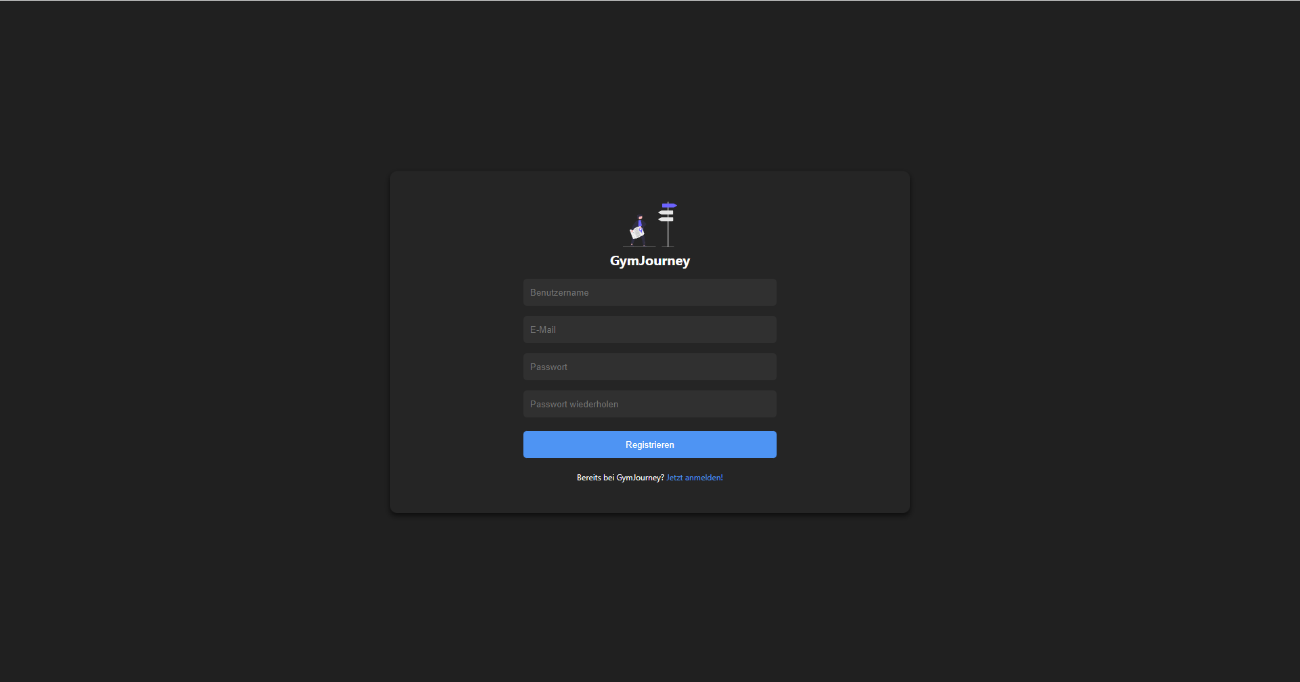 GymJourney
Benutzername
E-Mail
Passwort
Passwort wiederholen
Registrieren
Bereits bei GymJourney? Jetzt anmelden!